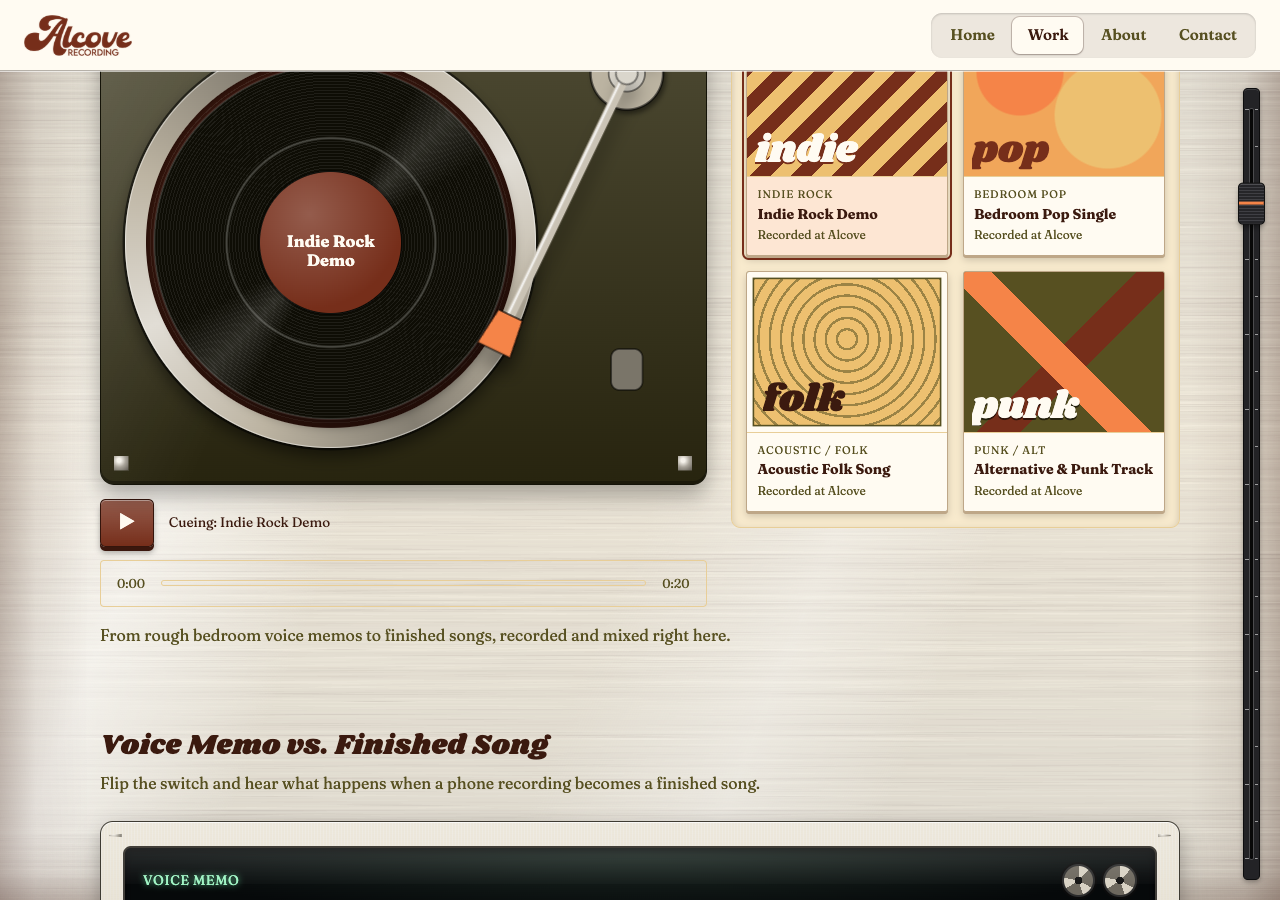 Alcove
RECORDING
Home
Work
About
Contact
Indie Rock
Demo
indie
INDIE ROCK
Indie Rock Demo
Recorded at Alcove
pop
BEDROOM POP
Bedroom Pop Single
Recorded at Alcove
folk
ACOUSTIC / FOLK
Acoustic Folk Song
Recorded at Alcove
punk
PUNK / ALT
Alternative & Punk Track
Recorded at Alcove
Cueing: Indie Rock Demo
0:00
0:20
From rough bedroom voice memos to finished songs, recorded and mixed right here.
Voice Memo vs. Finished Song
Flip the switch and hear what happens when a phone recording becomes a finished song.
VOICE MEMO